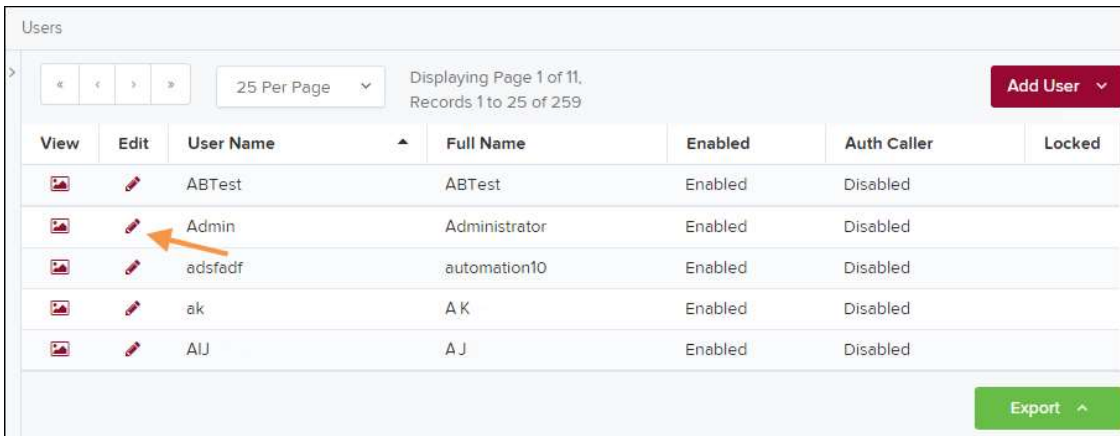 Users
25 Per Page
Displaying Page 1 of 11,
Records 1 to 25 of 259
Add User
View Edit User Name Full Name Enabled Auth Caller Locked
ABTest ABTest Enabled Disabled
Admin Administrator Enabled Disabled
adsfadf automation10 Enabled Disabled
ak A K Enabled Disabled
AIJ A J Enabled Disabled
Export